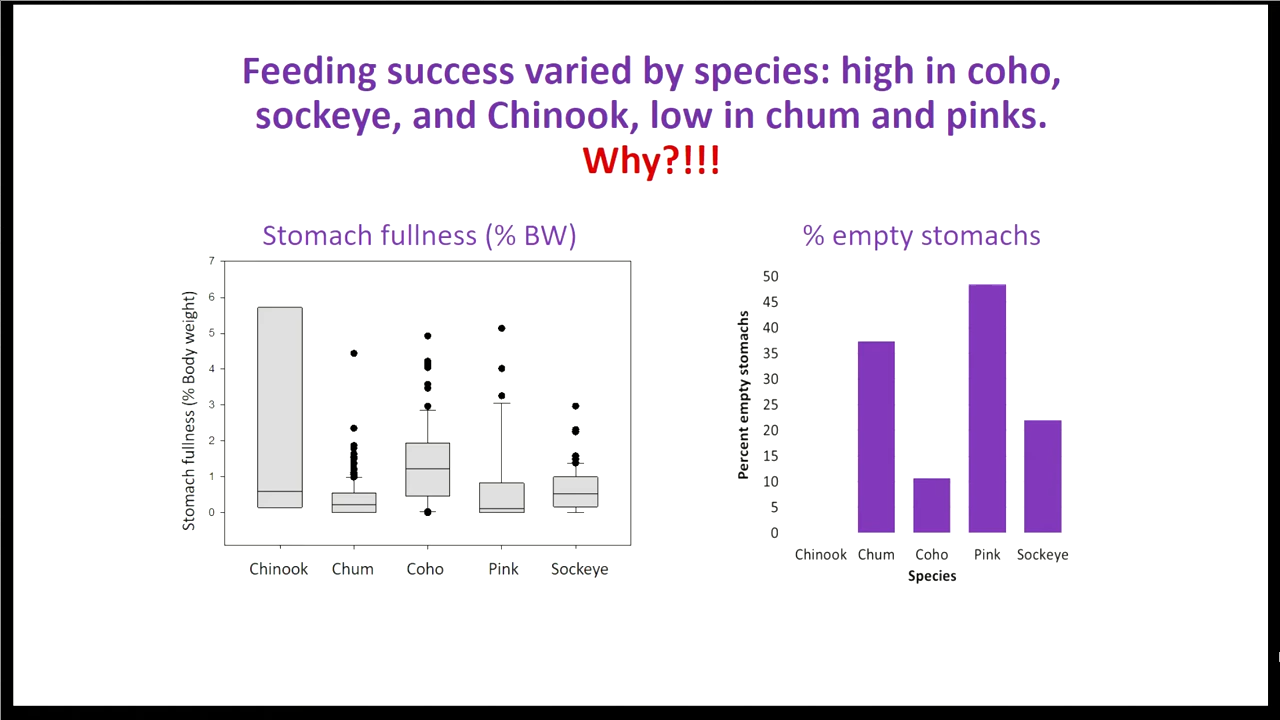 Feeding success varied by species: high in coho,
sockeye, and Chinook, low in chum and pinks.
Why?!!!
Stomach fullness (% BW)
Stomach fullness (% Body weight)
7
6
5
4
3
2
1
0
Chinook Chum Coho Pink Sockeye
% empty stomachs
Percent empty stomachs
50
45
40
35
30
25
20
15
10
5
0
Chinook Chum Coho Pink Sockeye
Species